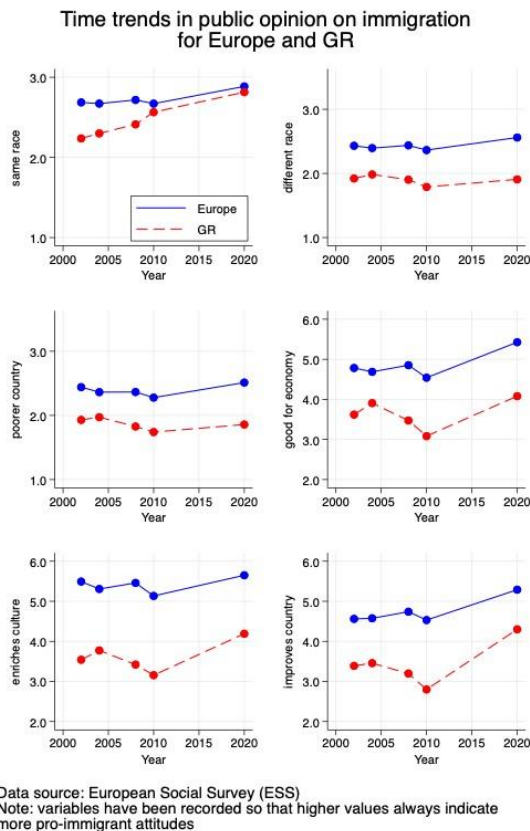 Time trends in public opinion on immigration
for Europe and GR
3.0
2.0
1.0
same race
Europe
GR
2000 2005 2010 2015 2020
Year
3.0
2.0
1.0
different race
2000 2005 2010 2015 2020
Year
3.0
2.0
1.0
poorer country
2000 2005 2010 2015 2020
Year
6.0
5.0
4.0
3.0
2.0
good for economy
2000 2005 2010 2015 2020
Year
6.0
5.0
4.0
3.0
2.0
enriches culture
2000 2005 2010 2015 2020
Year
6.0
5.0
4.0
3.0
2.0
improves country
2000 2005 2010 2015 2020
Year
Data source: European Social Survey (ESS)
Note: variables have been recorded so that higher values always indicate
more pro-immigrant attitudes